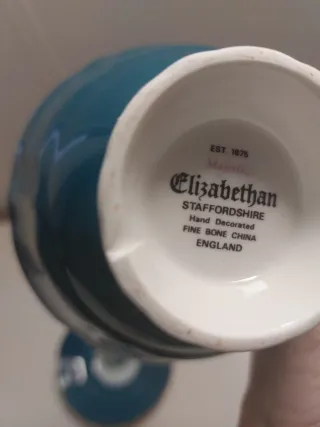 EST. 1875
Elizabethan
STAFFORDSHIRE
Hand Decorated
FINE BONE CHINA
ENGLAND